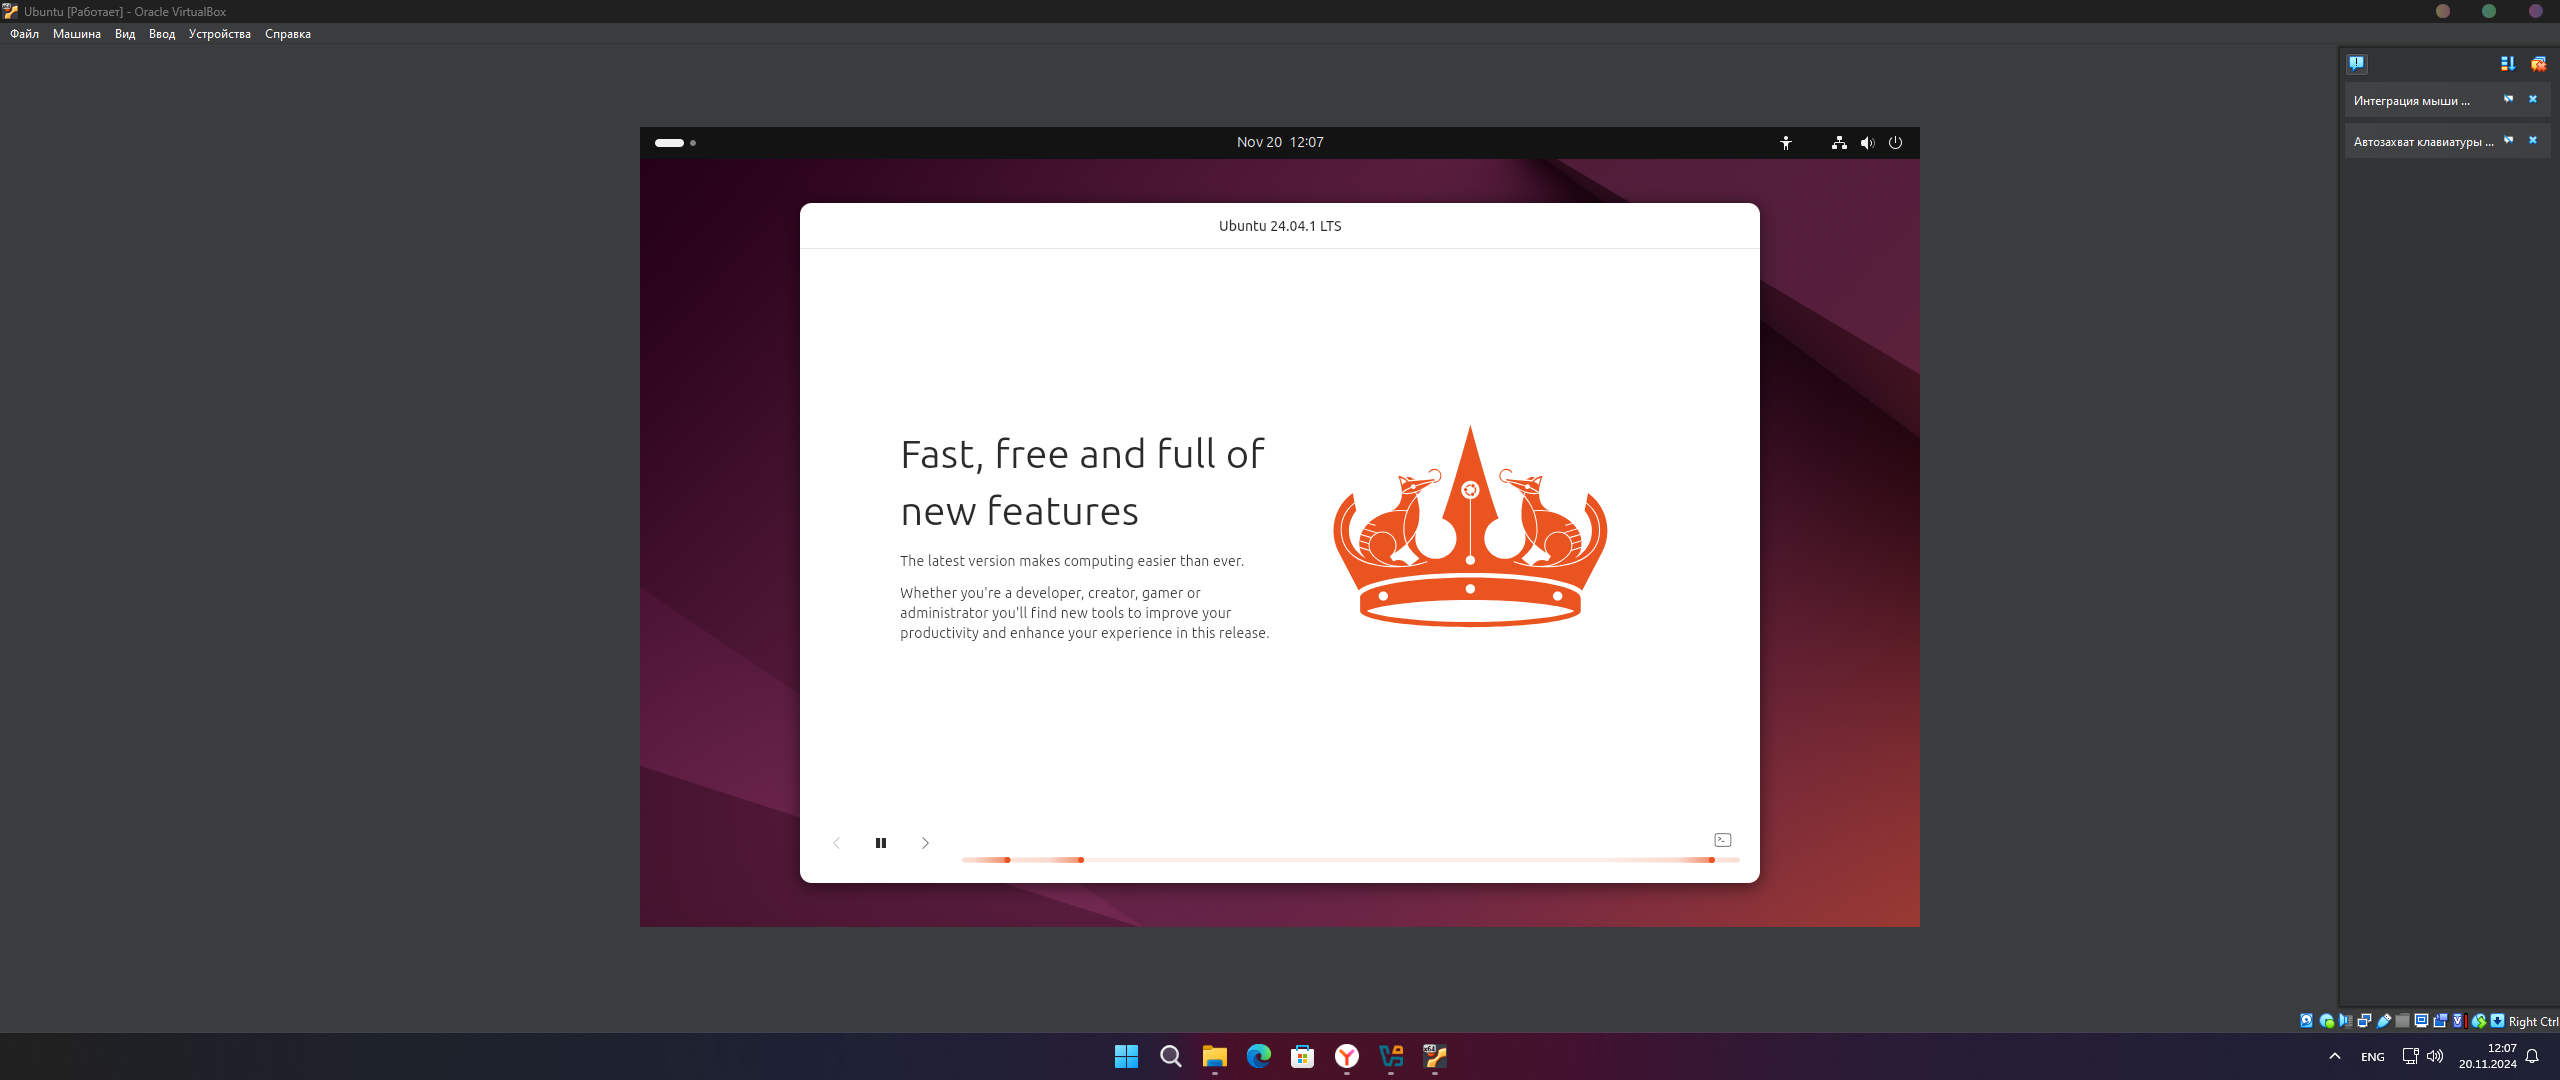 Ubuntu [Работает] - Oracle VirtualBox
Файл Машина Вид Ввод Устройства Справка
Интеграция мыши ...
Автозахват клавиатуры ...
Nov 20 12:07
Ubuntu 24.04.1 LTS
Fast, free and full of
new features
The latest version makes computing easier than ever.
Whether you're a developer, creator, gamer or
administrator you'll find new tools to improve your
productivity and enhance your experience in this release.
Right Ctrl
ENG
12:07
20.11.2024